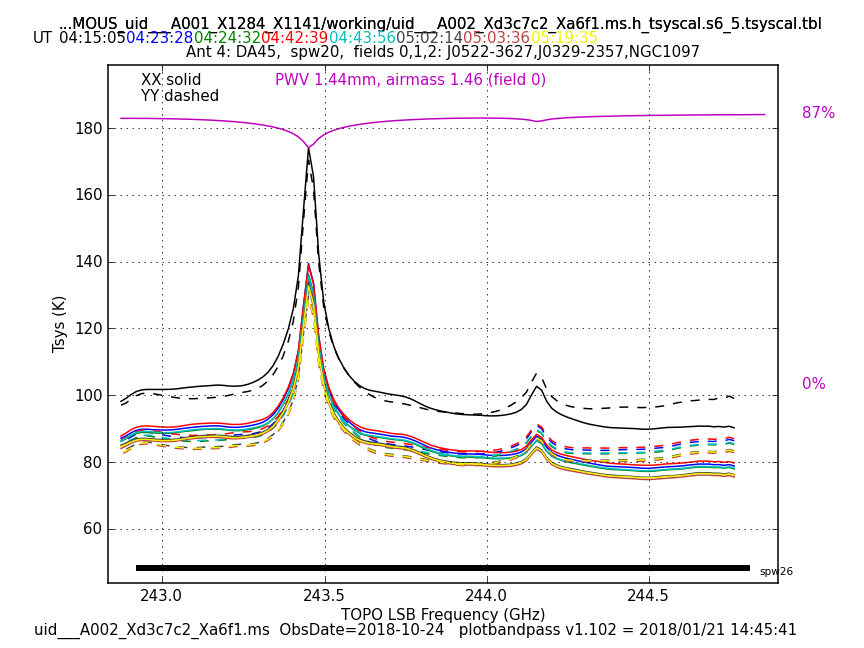 ...MOUS_uid___A001_X1284_X1141/working/uid___A002_Xd3c7c2_Xa6f1.ms.h_tsyscal.s6_5.tsyscal.tbl
UT 04:15:05 04:23:28 04:24:32 04:42:39 04:43:56 05:02:14 05:03:36 05:19:35
Ant 4: DA45,  spw20,  fields 0,1,2: J0522-3627,J0329-2357,NGC1097
XX solid
PWV 1.44mm, airmass 1.46 (field 0)
YY dashed
87%
180
160
140
120
100
80
60
Tsys (K)
0%
spw26
243.0 243.5 244.0 244.5
TOPO LSB Frequency (GHz)
uid___A002_Xd3c7c2_Xa6f1.ms  ObsDate=2018-10-24   plotbandpass v1.102 = 2018/01/21 14:45:41